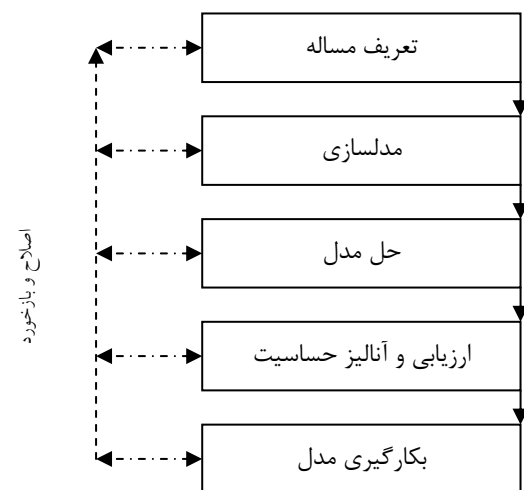 تعریف مساله
مدلسازی
حل مدل
ارزیابی و آنالیز حساسیت
بکارگیری مدل
اصلاح و بازخورد